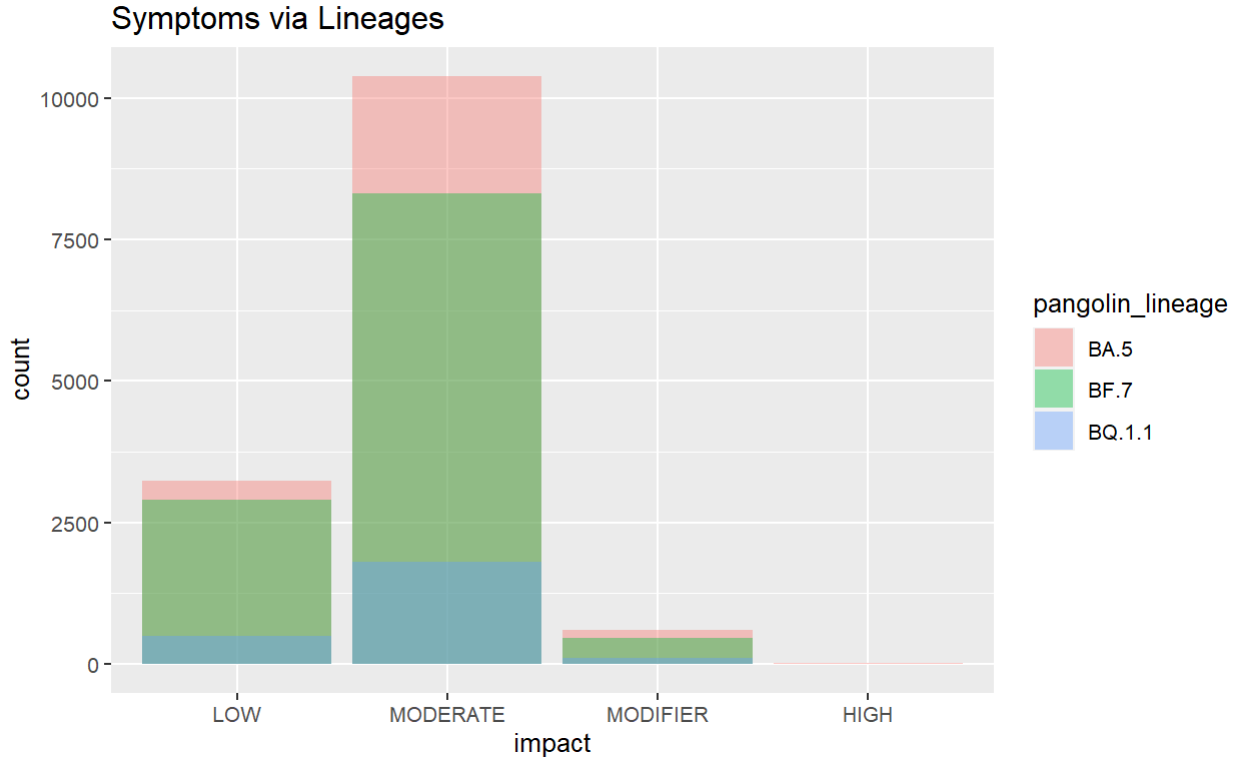 Symptoms via Lineages
10000
7500
5000
2500
0
count
LOW MODERATE MODIFIER HIGH
impact
pangolin_lineage
BA.5
BF.7
BQ.1.1